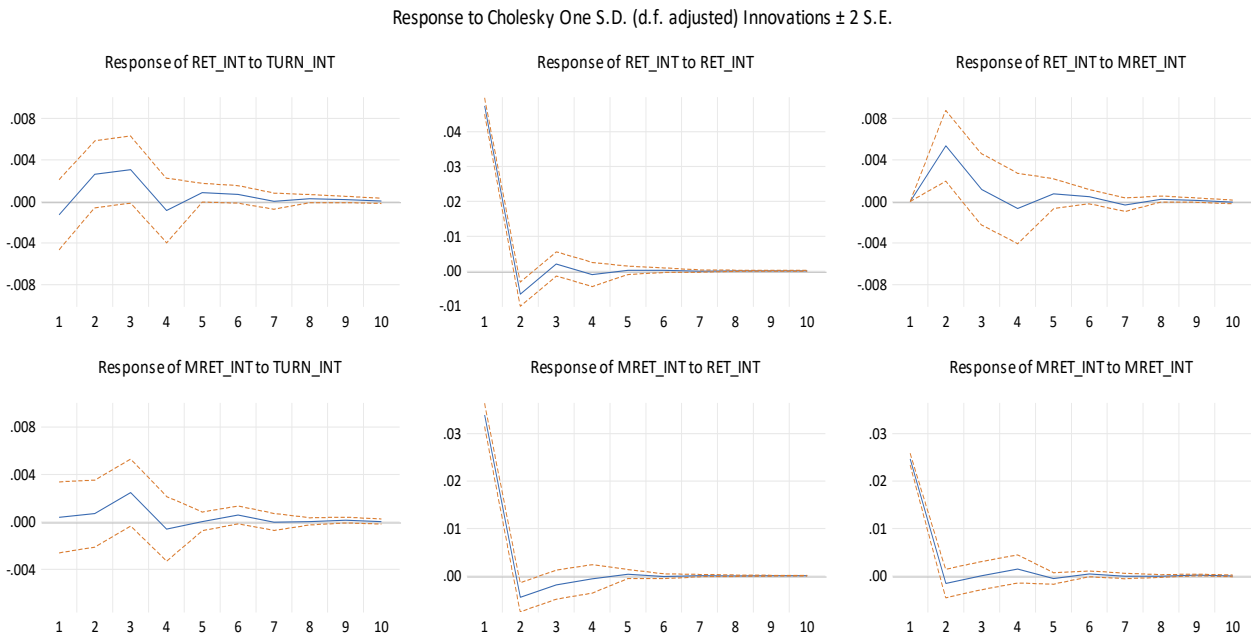 Response to Cholesky One S.D. (d.f. adjusted) Innovations ± 2 S.E.
Response of RET_INT to TURN_INT
.008
.004
.000
-.004
-.008
1 2 3 4 5 6 7 8 9 10
Response of RET_INT to RET_INT
.04
.03
.02
.01
.00
-.01
1 2 3 4 5 6 7 8 9 10
Response of RET_INT to MRET_INT
.008
.004
.000
-.004
-.008
1 2 3 4 5 6 7 8 9 10
Response of MRET_INT to TURN_INT
.008
.004
.000
-.004
1 2 3 4 5 6 7 8 9 10
Response of MRET_INT to RET_INT
.03
.02
.01
.00
1 2 3 4 5 6 7 8 9 10
Response of MRET_INT to MRET_INT
.03
.02
.01
.00
1 2 3 4 5 6 7 8 9 10